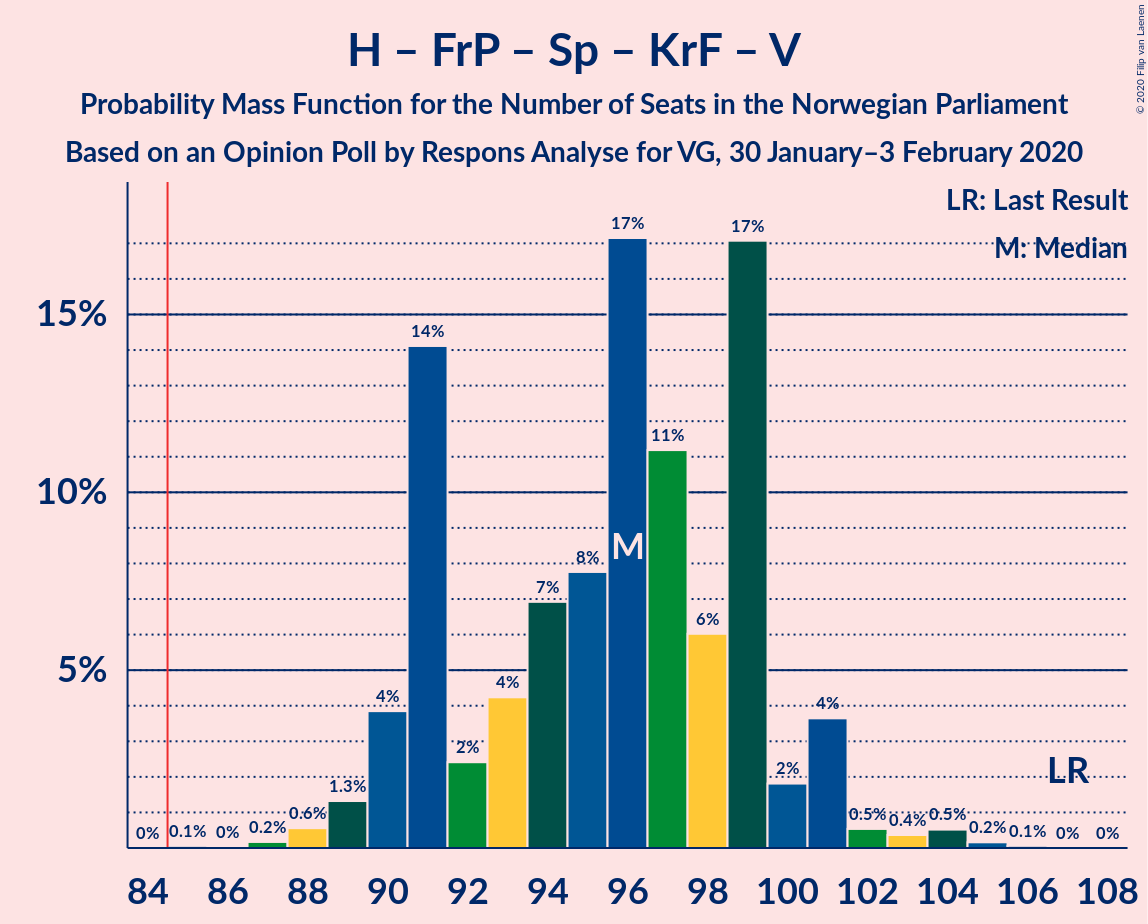 H – FrP – Sp – KrF – V
Probability Mass Function for the Number of Seats in the Norwegian Parliament
Based on an Opinion Poll by Respons Analyse for VG, 30 January–3 February 2020
© 2020 Filip van Laenen
LR: Last Result
M: Median
15%
10%
5%
0% 0.1% 0% 0.2% 0.6% 1.3% 4% 14% 2% 4% 7% 8% 17% 11% 6% 17% 2% 4% 0.5% 0.4% 0.5% 0.2% 0.1% 0% 0%
M
LR
84 86 88 90 92 94 96 98 100 102 104 106 108